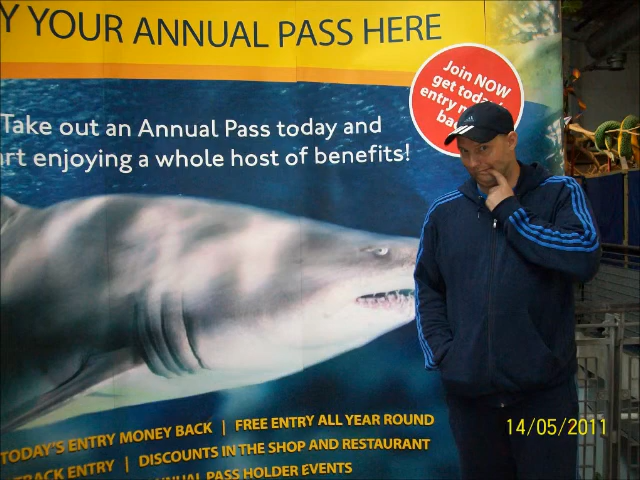 Y YOUR ANNUAL PASS HERE
Join NOW
get today
entry
ba
Take out an Annual Pass today and
rt enjoying a whole host of benefits!
TODAY'S ENTRY MONEY BACK | FREE ENTRY ALL YEAR ROUND
TRACK ENTRY | DISCOUNTS IN THE SHOP AND RESTAURANT
NUAL PASS HOLDER EVENTS
14/05/2011